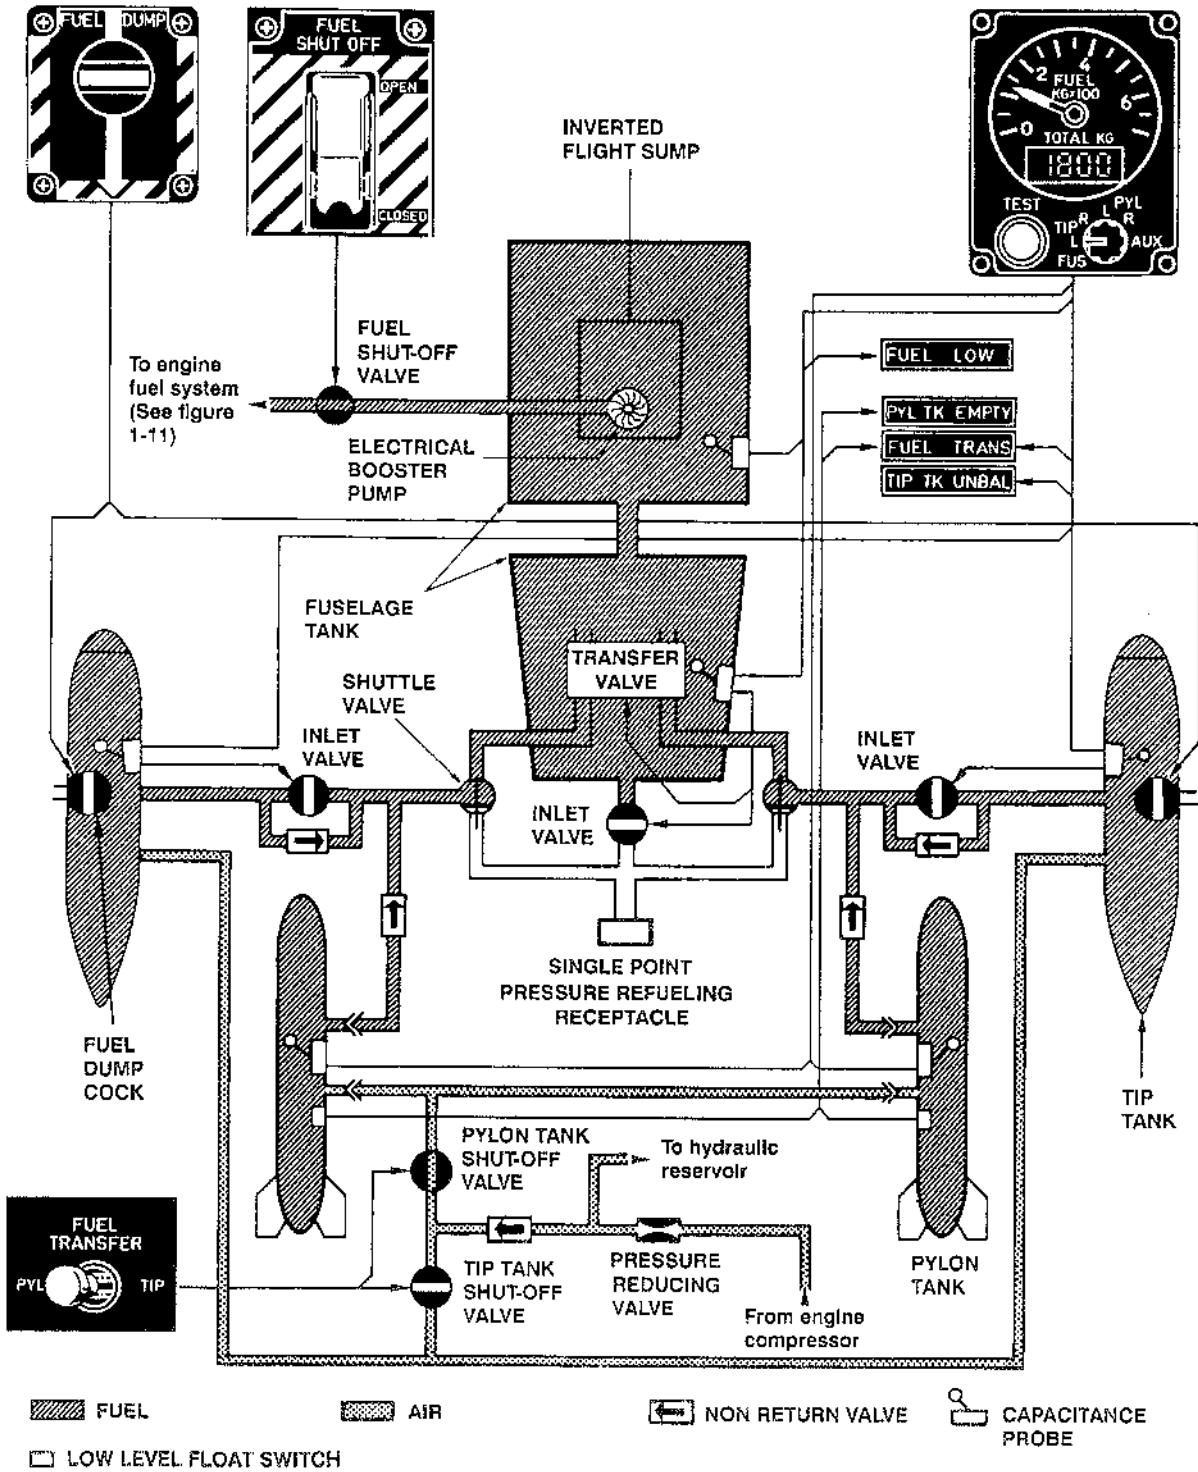 FUEL DUMP
FUEL
SHUT OFF
OPEN
CLOSED
INVERTED
FLIGHT SUMP
0 2 4 6
FUEL
KG×100
TOTAL KG
1800
TEST
TIP
L
R
PYL
L
R
AUX
FUS
To engine
fuel system
(See figure
1-11)
FUEL
SHUT-OFF
VALVE
ELECTRICAL
BOOSTER
PUMP
FUEL LOW
PYL TK EMPTY
FUEL TRANS
TIP TK UNBAL
FUSELAGE
TANK
TRANSFER
VALVE
SHUTTLE
VALVE
INLET
VALVE
INLET
VALVE
INLET
VALVE
SINGLE POINT
PRESSURE REFUELING
RECEPTACLE
FUEL
DUMP
COCK
TIP
TANK
PYLON TANK
SHUT-OFF
VALVE
To hydraulic
reservoir
FUEL
TRANSFER
PYL
TIP
TIP TANK
SHUT-OFF
VALVE
PRESSURE
REDUCING
VALVE
From engine
compressor
PYLON
TANK
FUEL
AIR
NON RETURN VALVE
CAPACITANCE
PROBE
LOW LEVEL FLOAT SWITCH